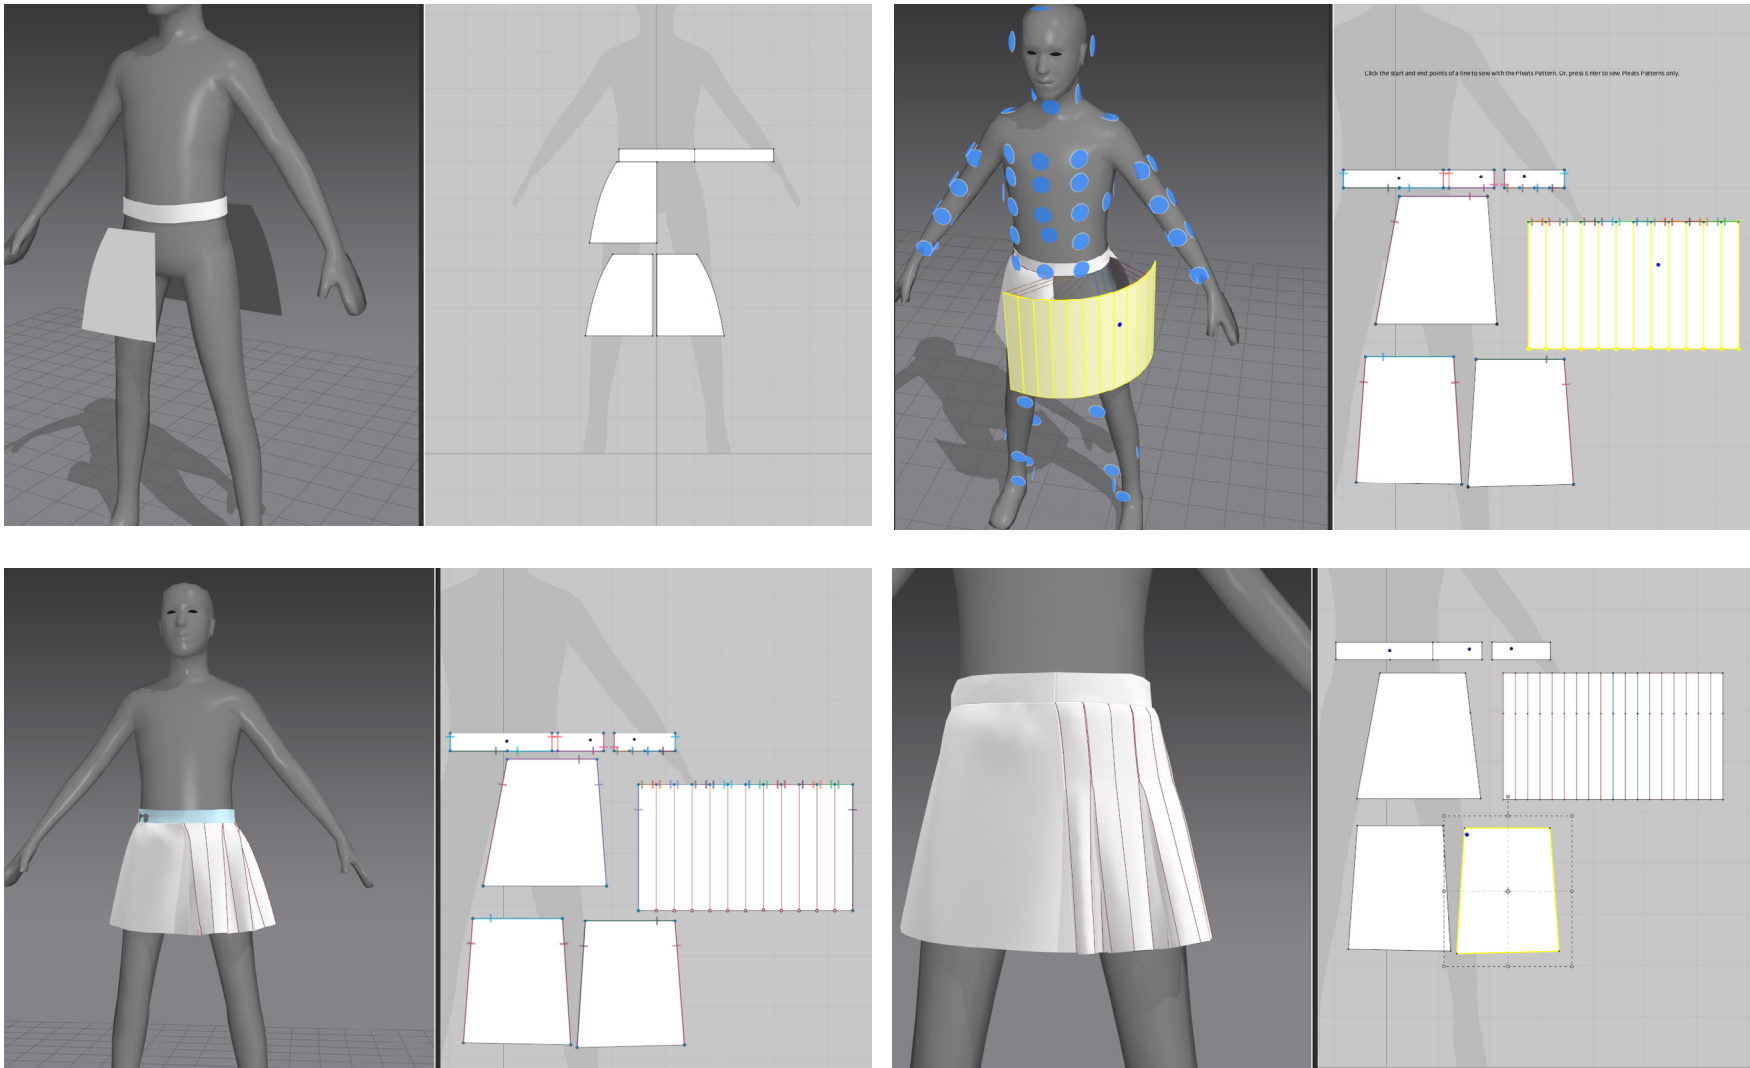 Click the start and end points of a line to sew with the Pleats Pattern. Or, press Enter to sew Pleats Patterns only.